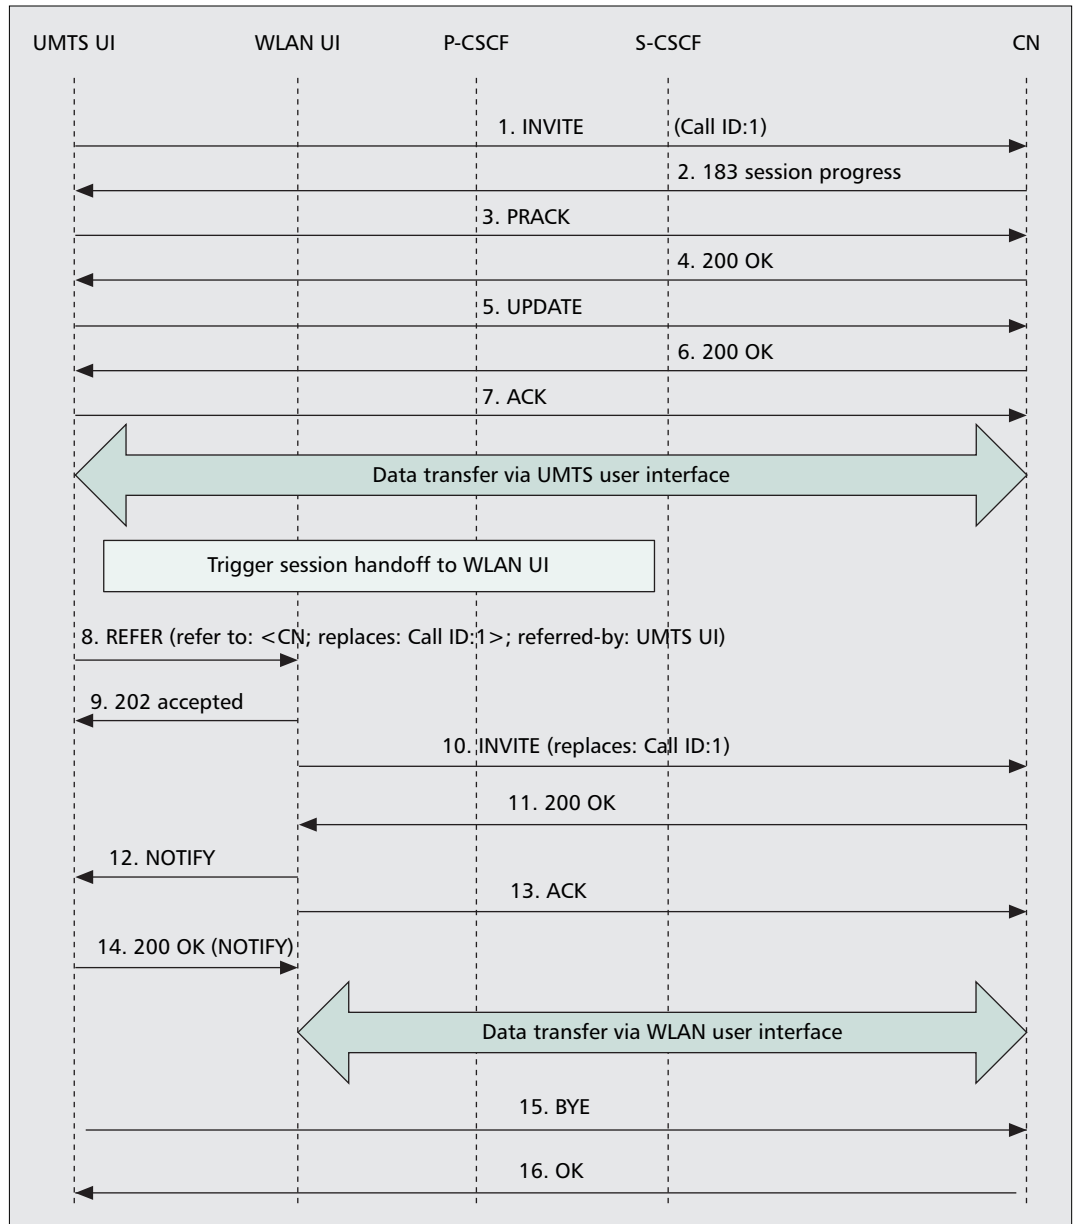 UMTS UI WLAN UI P-CSCF S-CSCF CN
1. INVITE (Call ID:1)
2. 183 session progress
3. PRACK
4. 200 OK
5. UPDATE
6. 200 OK
7. ACK
Data transfer via UMTS user interface
Trigger session handoff to WLAN UI
8. REFER (refer to: <CN; replaces: Call ID:1>; referred-by: UMTS UI)
9. 202 accepted
10. INVITE (replaces: Call ID:1)
11. 200 OK
12. NOTIFY
13. ACK
14. 200 OK (NOTIFY)
Data transfer via WLAN user interface
15. BYE
16. OK